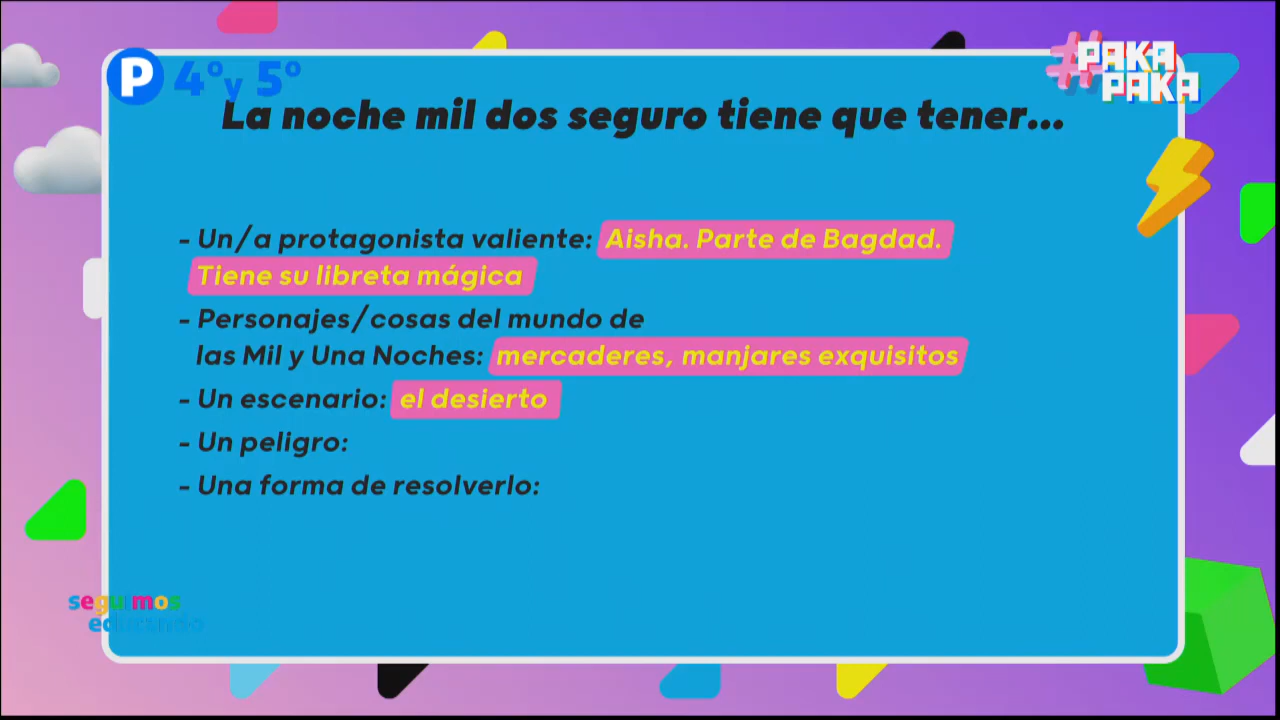 P 4º y 5º
#PAKA
PAKA
La noche mil dos seguro tiene que tener...
- Un/a protagonista valiente: Aisha. Parte de Bagdad.
Tiene su libreta mágica
- Personajes/cosas del mundo de
las Mil y Una Noches: mercaderes, manjares exquisitos
- Un escenario: el desierto
- Un peligro:
- Una forma de resolverlo:
seguimos
educando